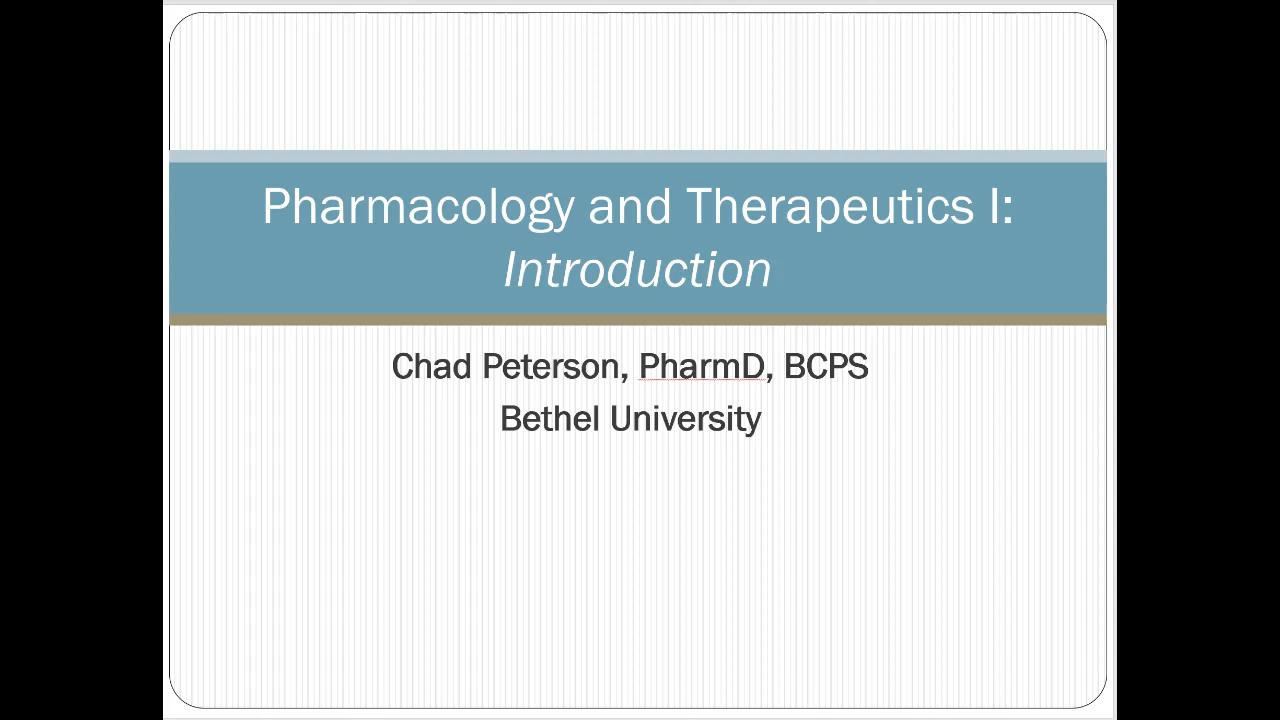 Pharmacology and Therapeutics I:
Introduction
Chad Peterson, PharmD, BCPS
Bethel University